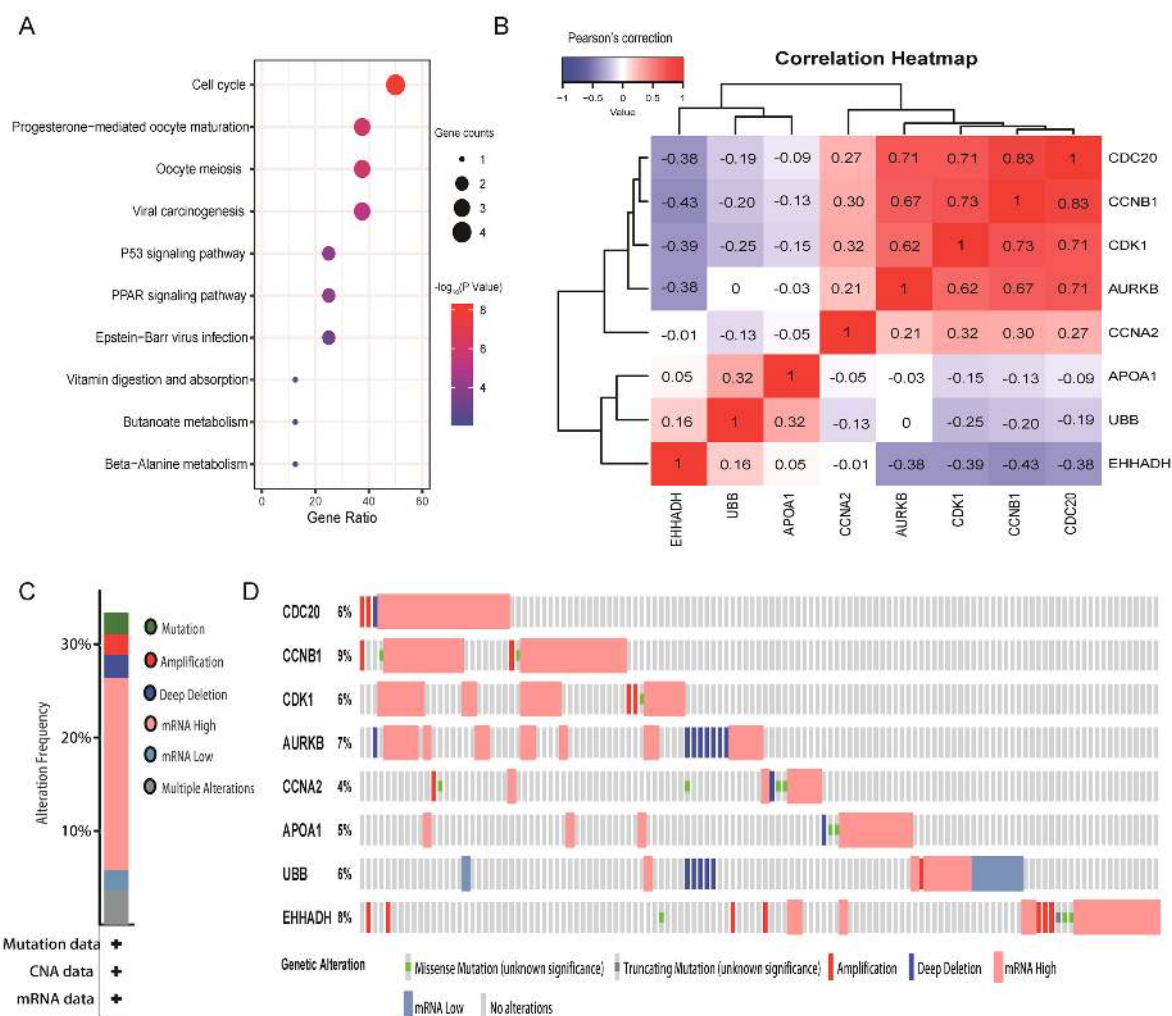 A
Cell cycle
Progesterone-mediated oocyte maturation
Oocyte meiosis
Viral carcinogenesis
P53 signaling pathway
PPAR signaling pathway
Epstein-Barr virus infection
Vitamin digestion and absorption
Butanoate metabolism
Beta-Alanine metabolism
0 20 40 60
Gene Ratio
Gene counts
1
2
3
4
-log10(P Value)
8
6
4
B
Pearson's correction
-1 -0.5 0 0.5 1
Value
Correlation Heatmap
-0.38 -0.19 -0.09 0.27 0.71 0.71 0.83 1 CDC20
-0.43 -0.20 -0.13 0.30 0.67 0.73 1 0.83 CCNB1
-0.39 -0.25 -0.15 0.32 0.62 1 0.73 0.71 CDK1
-0.38 0 -0.03 0.21 1 0.62 0.67 0.71 AURKB
-0.01 -0.13 -0.05 1 0.21 0.32 0.30 0.27 CCNA2
0.05 0.32 1 -0.05 -0.03 -0.15 -0.13 -0.09 APOA1
0.16 1 0.32 -0.13 0 -0.25 -0.20 -0.19 UBB
1 0.16 0.05 -0.01 -0.38 -0.39 -0.43 -0.38 EHHADH
EHHADH UBB APOA1 CCNA2 AURKB CDK1 CCNB1 CDC20
C
Alteration Frequency
30%
20%
10%
Mutation
Amplification
Deep Deletion
mRNA High
mRNA Low
Multiple Alterations
Mutation data +
CNA data +
mRNA data +
D
CDC20 6%
CCNB1 9%
CDK1 6%
AURKB 7%
CCNA2 4%
APOA1 5%
UBB 6%
EHHADH 8%
Genetic Alteration
Missense Mutation (unknown significance) Truncating Mutation (unknown significance) Amplification Deep Deletion mRNA High
mRNA Low No alterations